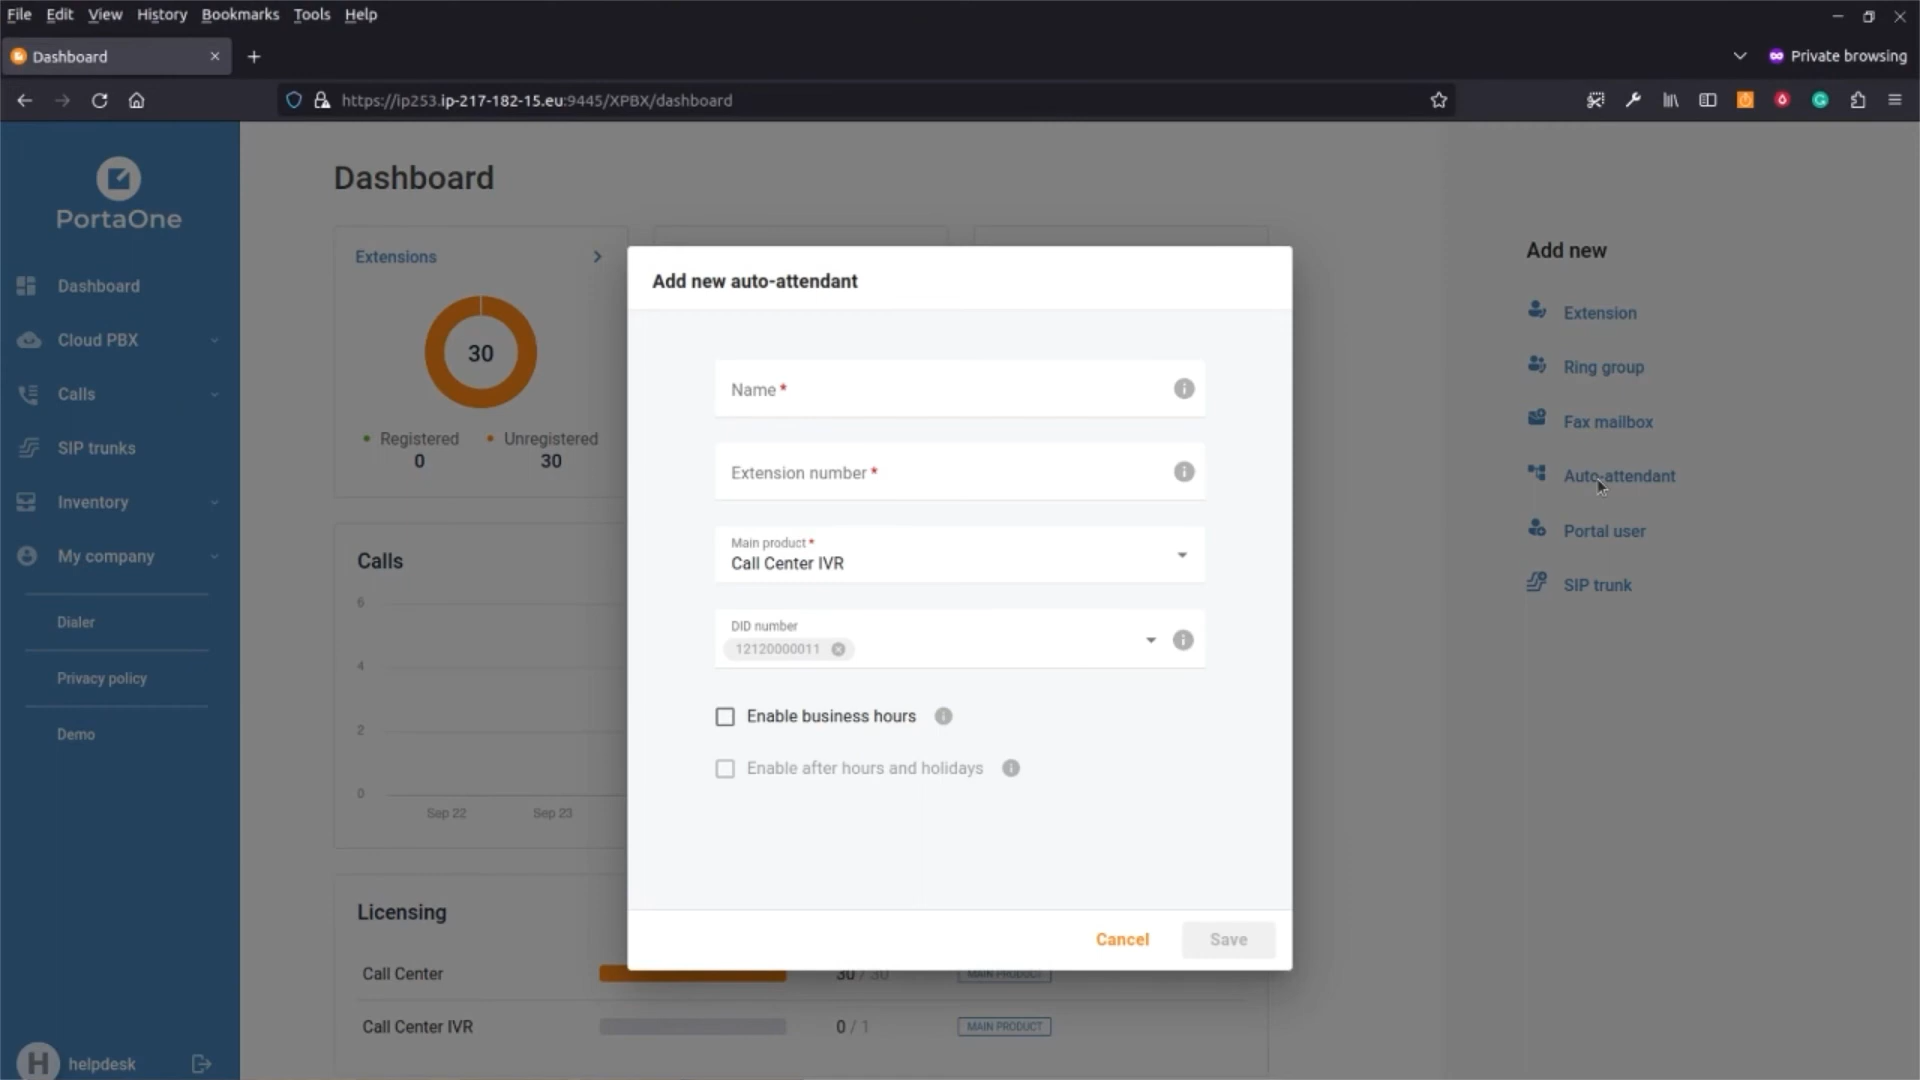 File Edit View History Bookmarks Tools Help
Dashboard
Private browsing
https://ip253.ip-217-182-15.eu:9445/XPBX/dashboard
PortaOne
Dashboard
Cloud PBX
Calls
SIP trunks
Inventory
My company
Dialer
Privacy policy
Demo
H helpdesk
Dashboard
Extensions
30
Registered
0
Unregistered
30
Calls
6
4
2
0
Sep 22 Sep 23
Licensing
Call Center 30 / 30 MAIN PRODUCT
Call Center IVR 0 / 1 MAIN PRODUCT
Add new auto-attendant
Name *
Extension number *
Main product *
Call Center IVR
DID number
12120000011
Enable business hours
Enable after hours and holidays
Cancel Save
Add new
Extension
Ring group
Fax mailbox
Auto-attendant
Portal user
SIP trunk